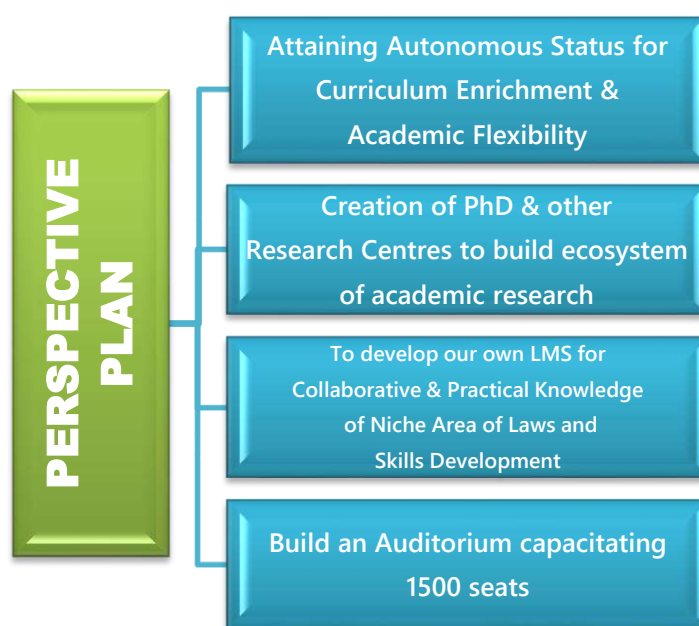 PERSPECTIVE
PLAN
Attaining Autonomous Status for
Curriculum Enrichment &
Academic Flexibility
Creation of PhD & other
Research Centres to build ecosystem
of academic research
To develop our own LMS for
Collaborative & Practical Knowledge
of Niche Area of Laws and
Skills Development
Build an Auditorium capacitating
1500 seats